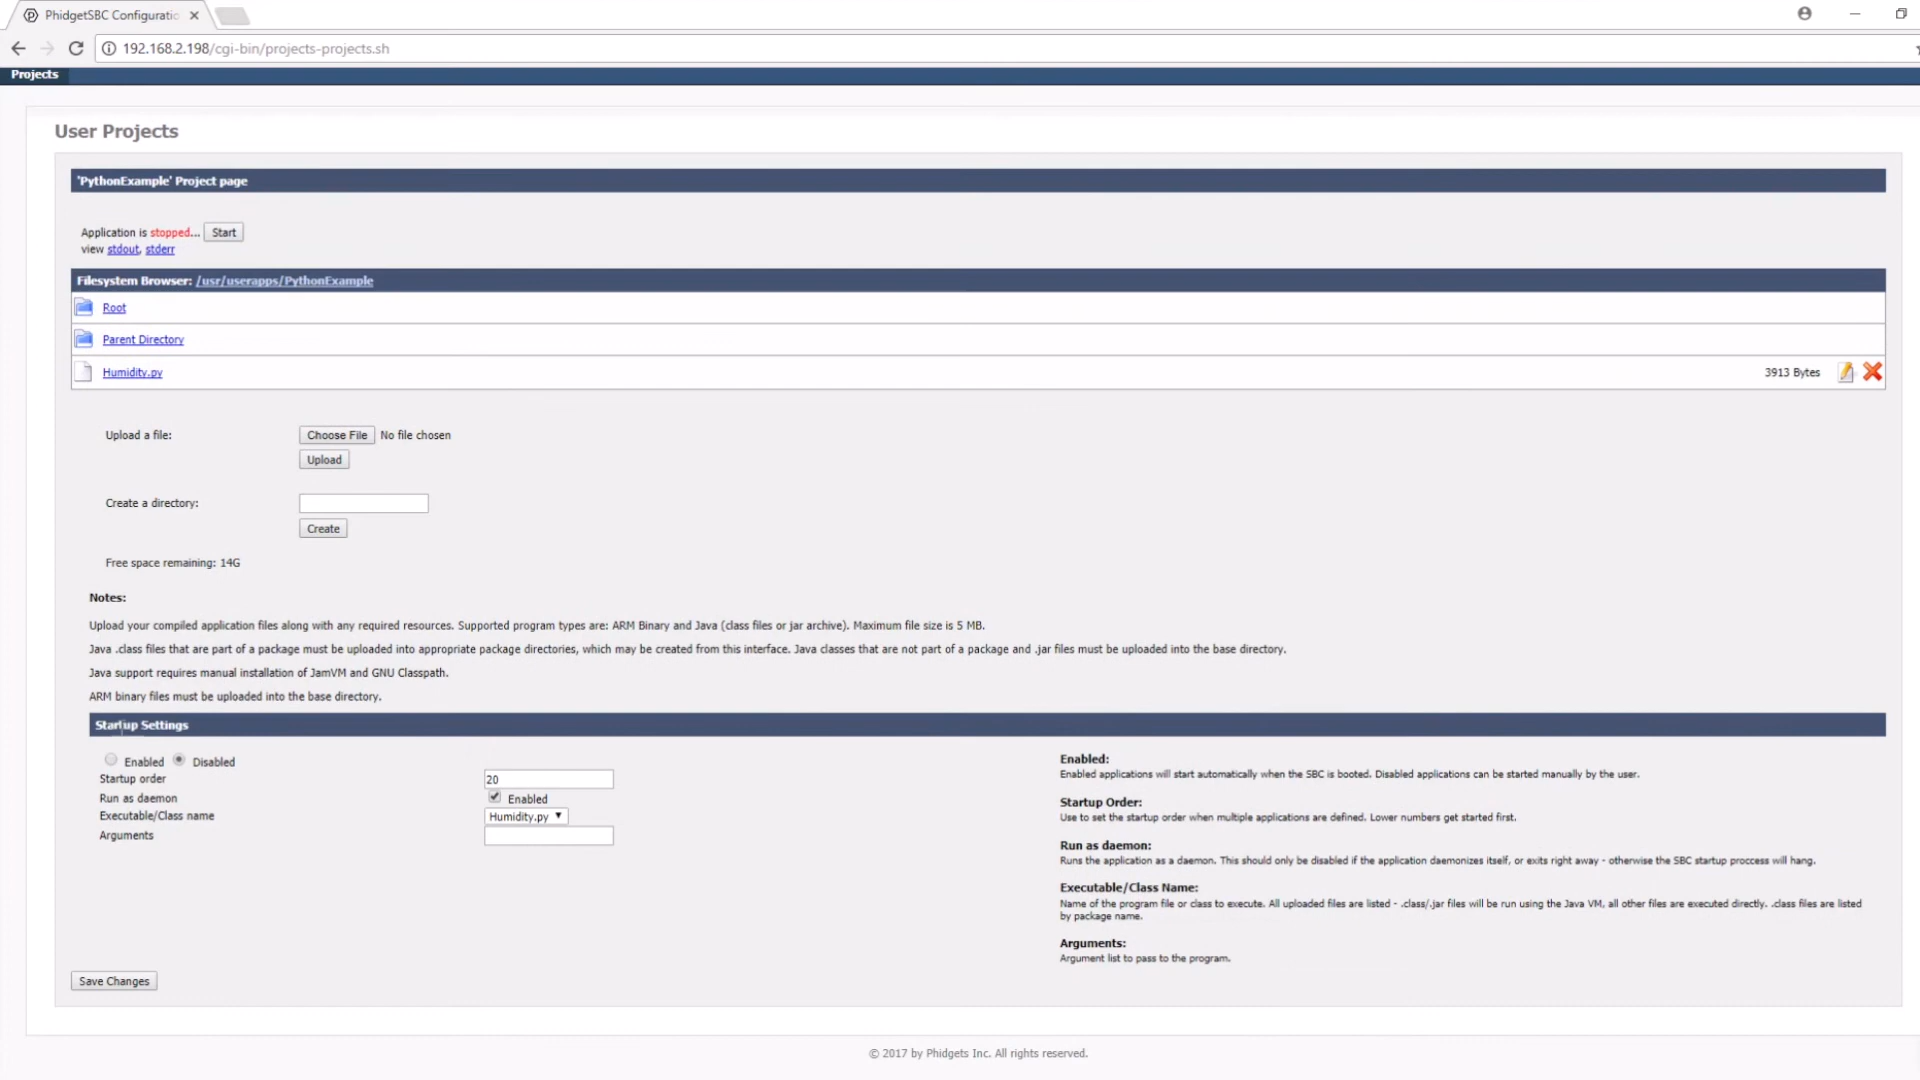 PhidgetSBC Configuratio
192.168.2.198/cgi-bin/projects-projects.sh
Projects
User Projects
'PythonExample' Project page
Application is stopped... Start
view stdout, stderr
Filesystem Browser: /usr/userapps/PythonExample
Root
Parent Directory
Humidity.py 3913 Bytes
Upload a file: Choose File No file chosen
Upload
Create a directory:
Create
Free space remaining: 14G
Notes:
Upload your compiled application files along with any required resources. Supported program types are: ARM Binary and Java (class files or jar archive). Maximum file size is 5 MB.
Java .class files that are part of a package must be uploaded into appropriate package directories, which may be created from this interface. Java classes that are not part of a package and .jar files must be uploaded into the base directory.
Java support requires manual installation of JamVM and GNU Classpath.
ARM binary files must be uploaded into the base directory.
Startup Settings
Enabled Disabled
Startup order 20
Run as daemon Enabled
Executable/Class name Humidity.py
Arguments
Enabled:
Enabled applications will start automatically when the SBC is booted. Disabled applications can be started manually by the user.
Startup Order:
Use to set the startup order when multiple applications are defined. Lower numbers get started first.
Run as daemon:
Runs the application as a daemon. This should only be disabled if the application daemonizes itself, or exits right away - otherwise the SBC startup proccess will hang.
Executable/Class Name:
Name of the program file or class to execute. All uploaded files are listed - .class/.jar files will be run using the Java VM, all other files are executed directly. .class files are listed
by package name.
Arguments:
Argument list to pass to the program.
Save Changes
© 2017 by Phidgets Inc. All rights reserved.